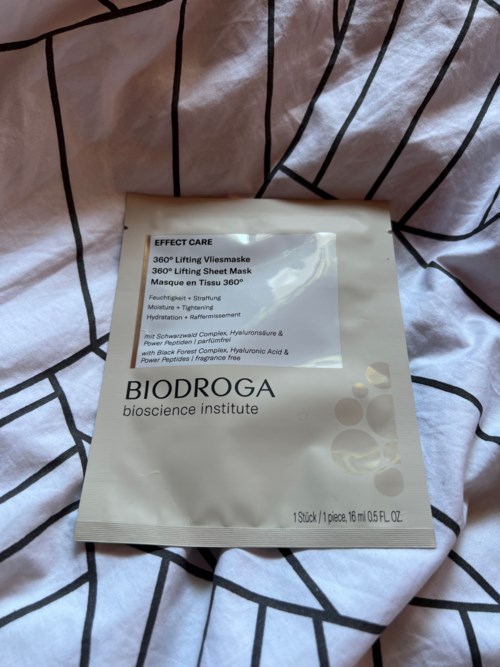 EFFECT CARE
360° Lifting Vliesmaske
360° Lifting Sheet Mask
Masque en Tissu 360°
Feuchtigkeit + Straffung
Moisture + Tightening
Hydratation + Raffermissement
mit Schwarzwald Complex, Hyaluronsäure &
Power Peptiden | parfümfrei
with Black Forest Complex, Hyaluronic Acid &
Power Peptides | fragrance free
BIODROGA
bioscience institute
1 Stück / 1 piece, 16 ml 0.5 FL. OZ.